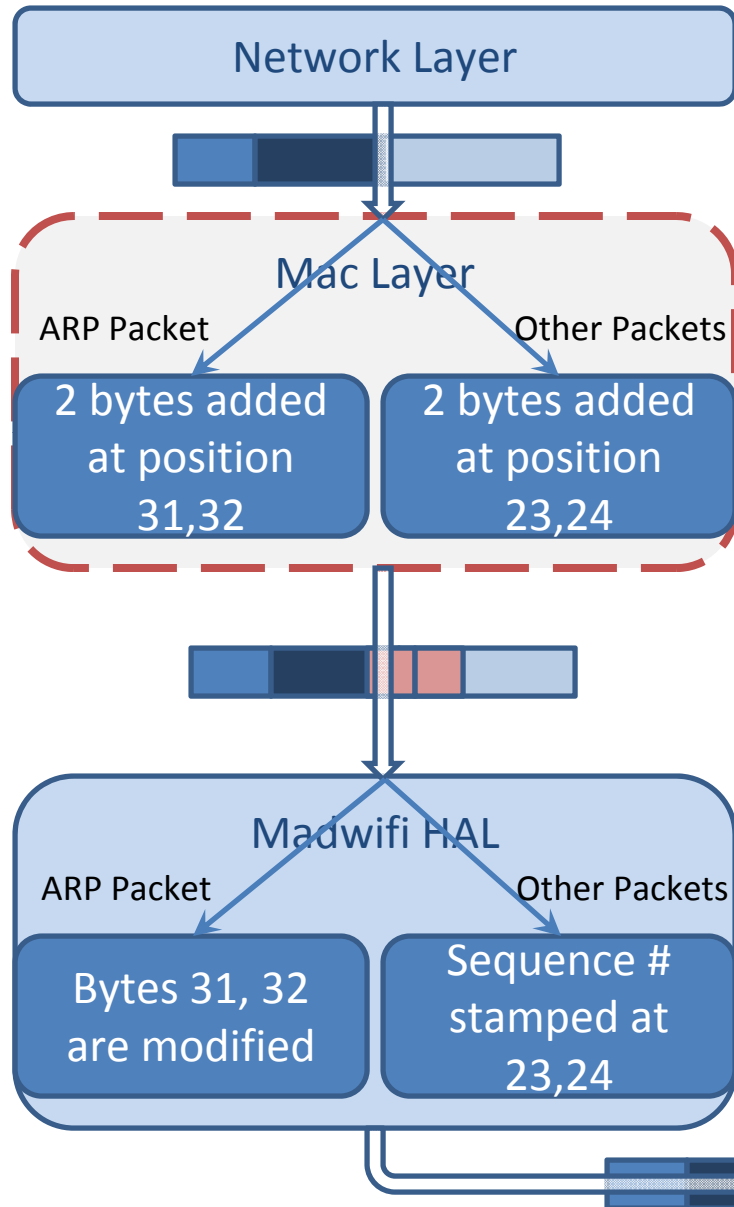 Network Layer
Mac Layer
ARP Packet
Other Packets
2 bytes added
at position
31,32
2 bytes added
at position
23,24
Madwifi HAL
ARP Packet
Other Packets
Bytes 31, 32
are modified
Sequence #
stamped at
23,24